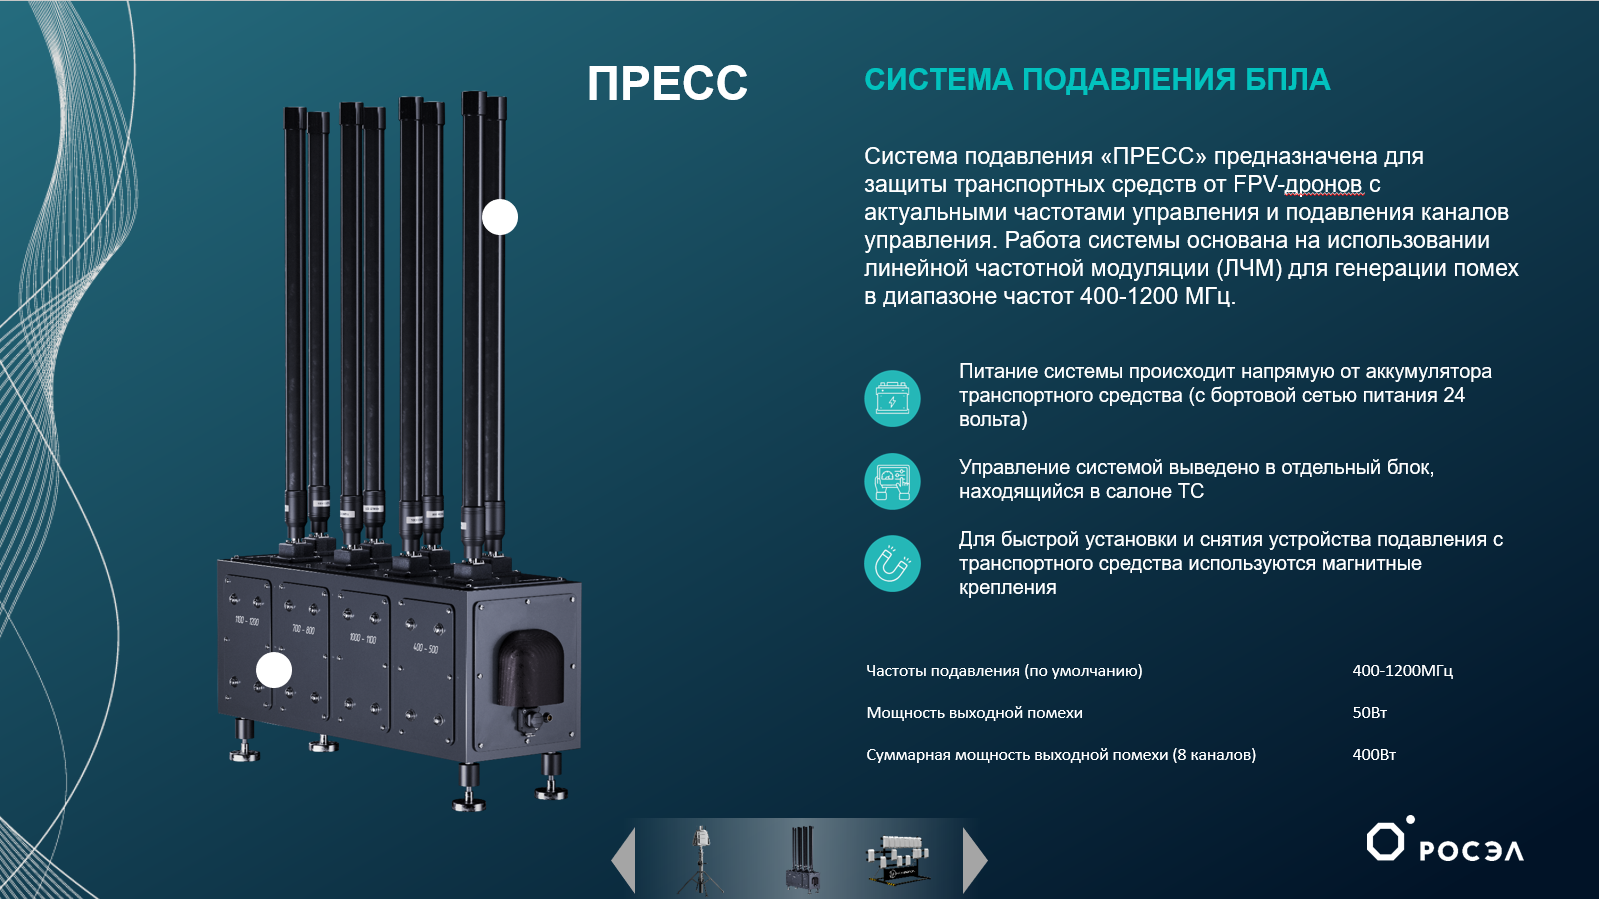 ПРЕСС
СИСТЕМА ПОДАВЛЕНИЯ БПЛА
Система подавления «ПРЕСС» предназначена для
защиты транспортных средств от FPV-дронов с
актуальными частотами управления и подавления каналов
управления. Работа системы основана на использовании
линейной частотной модуляции (ЛЧМ) для генерации помех
в диапазоне частот 400-1200 МГц.
Питание системы происходит напрямую от аккумулятора
транспортного средства (с бортовой сетью питания 24
вольта)
Управление системой выведено в отдельный блок,
находящийся в салоне ТС
Для быстрой установки и снятия устройства подавления с
транспортного средства используются магнитные
крепления
Частоты подавления (по умолчанию) 400-1200МГц
Мощность выходной помехи 50Вт
Суммарная мощность выходной помехи (8 каналов) 400Вт
1100 - 1200
700 - 800
1000 - 1100
400 - 500
РОСЭЛ